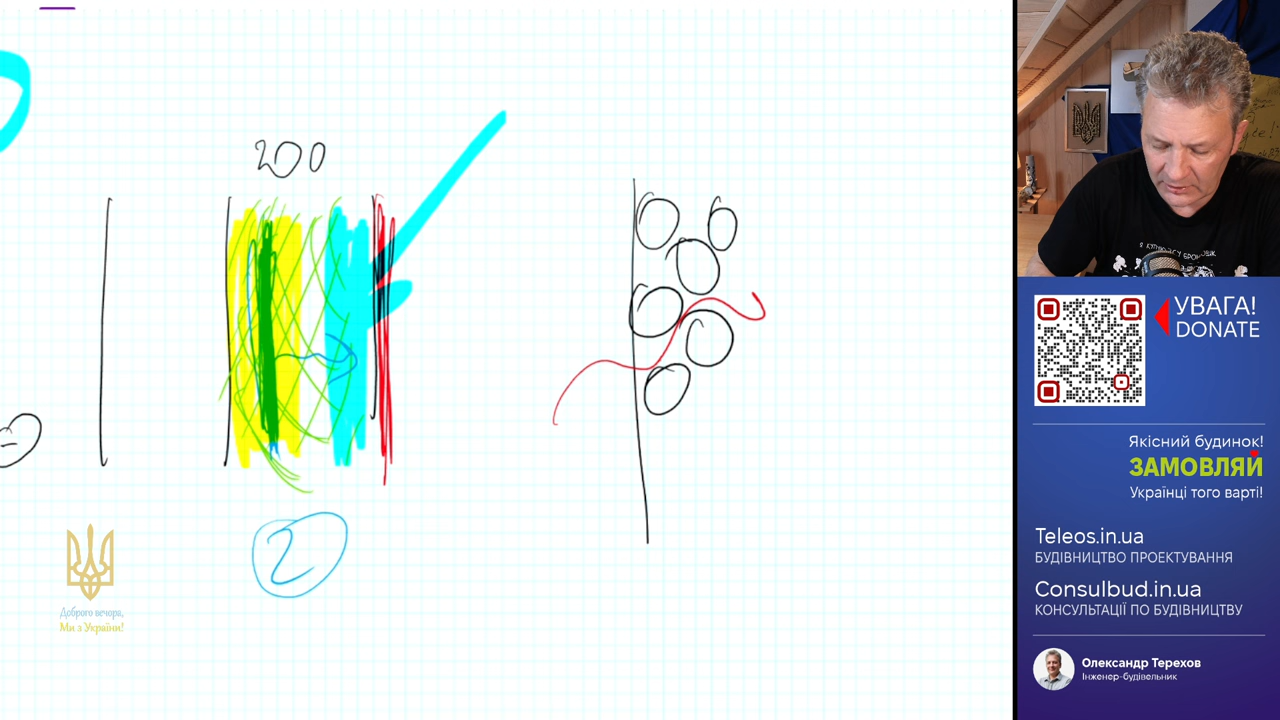 200
2
Доброго вечора,
Ми з України!
УВАГА!
DONATE
Якісний будинок!
ЗАМОВЛЯЙ
Українці того варті!
Teleos.in.ua
БУДІВНИЦТВО ПРОЕКТУВАННЯ
Consulbud.in.ua
КОНСУЛЬТАЦІЇ ПО БУДІВНИЦТВУ
Олександр Терехов
Інженер-будівельник